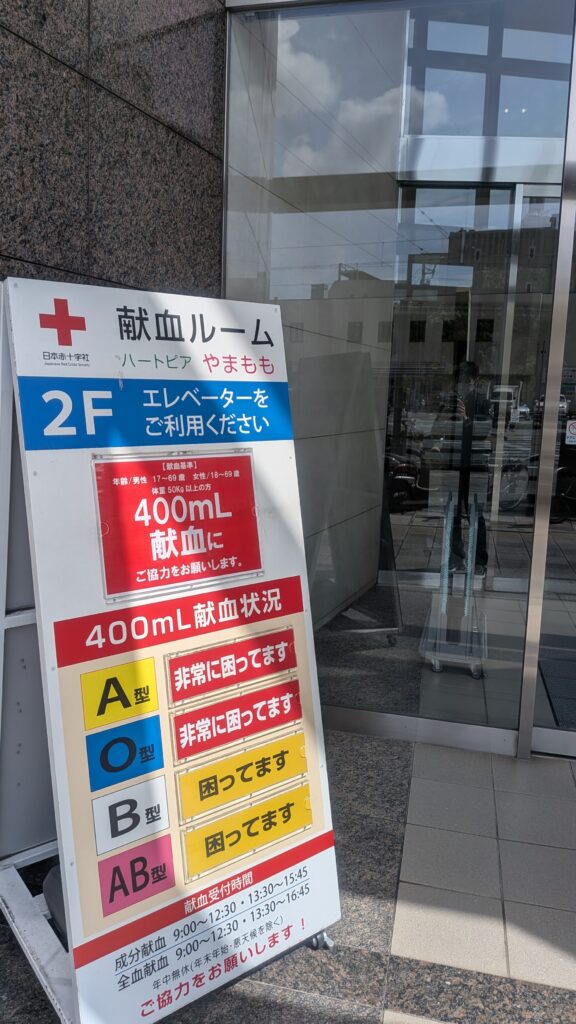 日本赤十字社
Japanese Red Cross Society
献血ルーム
ハートピア やまもも
2F エレベーターを
ご利用ください
【献血基準】
年齢/男性 17〜69歳 女性/18〜69歳
体重50Kg以上の方
400mL
献血に
ご協力をお願いします。
400mL献血状況
A型 非常に困ってます
O型 非常に困ってます
B型 困ってます
AB型 困ってます
献血受付時間
成分献血 9:00〜12:30・13:30〜15:45
全血献血 9:00〜12:30・13:30〜16:45
年中無休(年末年始・悪天候を除く)
ご協力をお願いします!